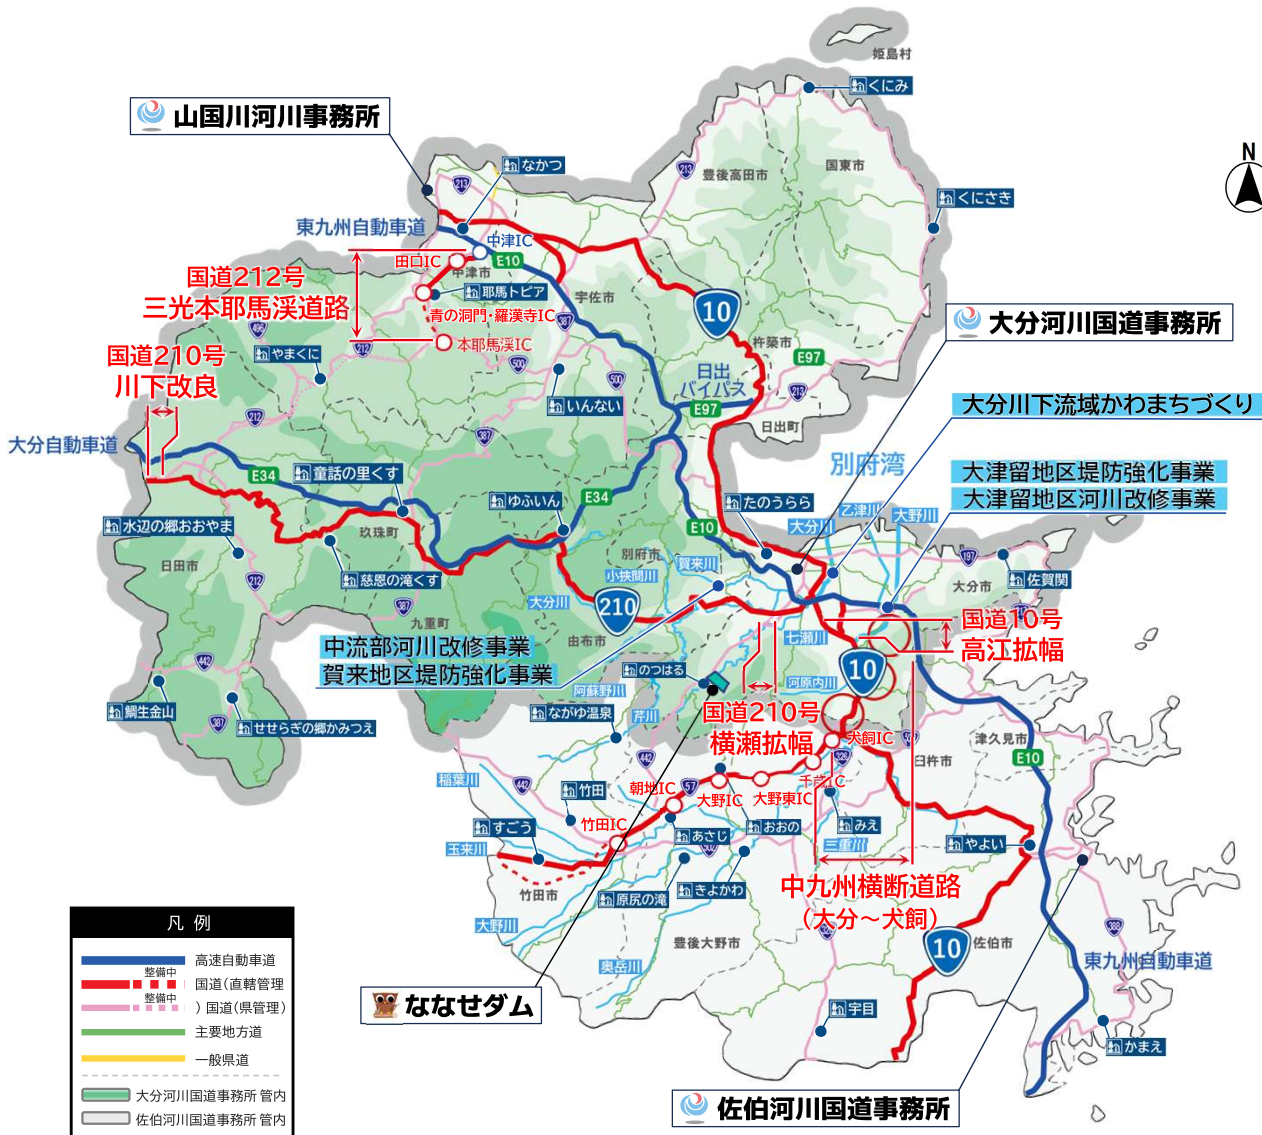 姫島村
くにみ
山国川河川事務所
N
213
国東市
豊後高田市
なかつ
213
くにさき
東九州自動車道
中津IC
田口IC
E10
中津市
国道212号
三光本耶馬渓道路
耶馬トピア
宇佐市
10
青の洞門・羅漢寺IC
387
大分河川国道事務所
496
本耶馬渓IC
212
杵築市
国道210号
川下改良
やまくに
500
500
日出
バイパス
E97
213
E97
いんない
212
日出町
大分川下流域かわまちづくり
大分自動車道
387
別府湾
大津留地区堤防強化事業
大津留地区河川改修事業
E34
童話の里くす
ゆふいん
E34
たのうらら
乙津川
大野川
大分川
E10
水辺の郷おおやま
玖珠町
別府市
賀来川
197
佐賀関
日田市
慈恩の滝くす
小挾間川
大分市
212
大分川
210
387
九重町
国道10号
高江拡幅
中流部河川改修事業
賀来地区堤防強化事業
由布市
七瀬川
442
のつはる
10
河原内川
鯛生金山
阿蘇野川
せせらぎの郷かみつえ
387
ながゆ温泉
芹川
国道210号
横瀬拡幅
犬飼IC
津久見市
臼杵市
E10
稲葉川
442
442
326
竹田
朝地IC
57
大野IC
大野東IC
千歳IC
すごう
竹田IC
あさじ
おおの
みえ
玉来川
502
三重川
やよい
竹田市
原尻の滝
きよかわ
中九州横断道路
(大分～犬飼)
大野川
豊後大野市
326
10
佐伯市
388
奥岳川
東九州自動車道
ななせダム
宇目
かまえ
佐伯河川国道事務所
凡 例
高速自動車道
整備中
国道(直轄管理
整備中
) 国道(県管理)
主要地方道
一般県道
大分河川国道事務所 管内
佐伯河川国道事務所 管内